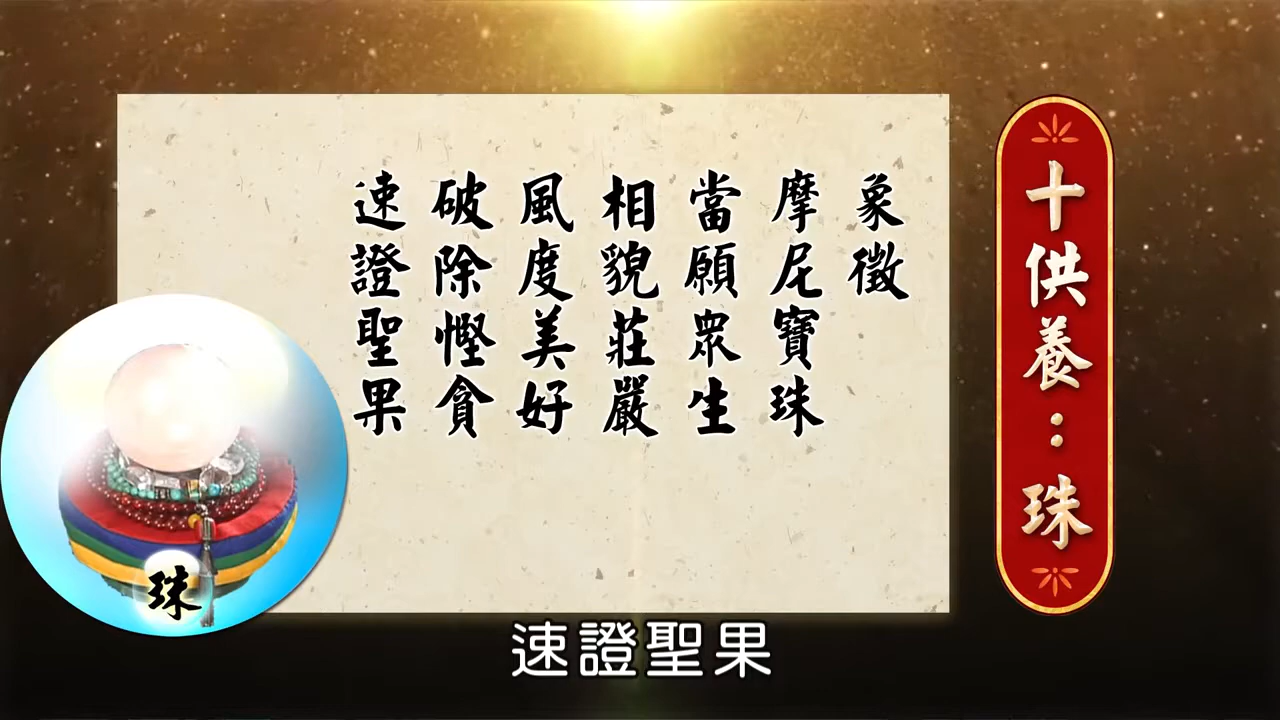 十供養：珠
象徵
摩尼寶珠
當願眾生
相貌莊嚴
風度美好
破除慳貪
速證聖果
珠
速證聖果